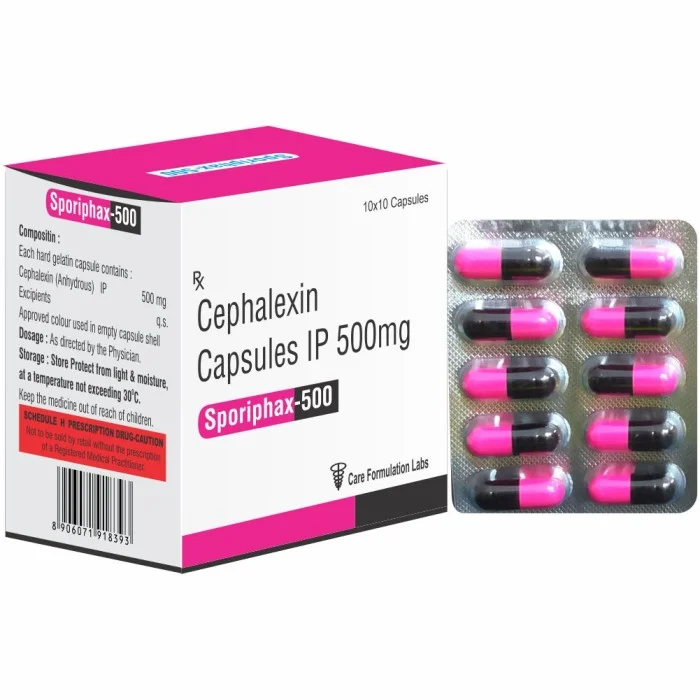 Sporiphax-500
10x10 Capsules
Sporiphax-500
Compositin :
Each hard gelatin capsule contains :
Cephalexin (Anhydrous) IP 500 mg
Excipients q.s.
Approved colour used in empty capsule shell
Dosage : As directed by the Physician.
Storage : Store Protect from light & moisture,
at a temperature not exceeding 30°C.
Keep the medicine out of reach of children.
SCHEDULE H PRESCRIPTION DRUG-CAUTION
Not to be sold by retail without the prescription
of a Registered Medical Practitioner.
8 906071 918393
Rx
Cephalexin
Capsules IP 500mg
Sporiphax-500
Care Formulation Labs